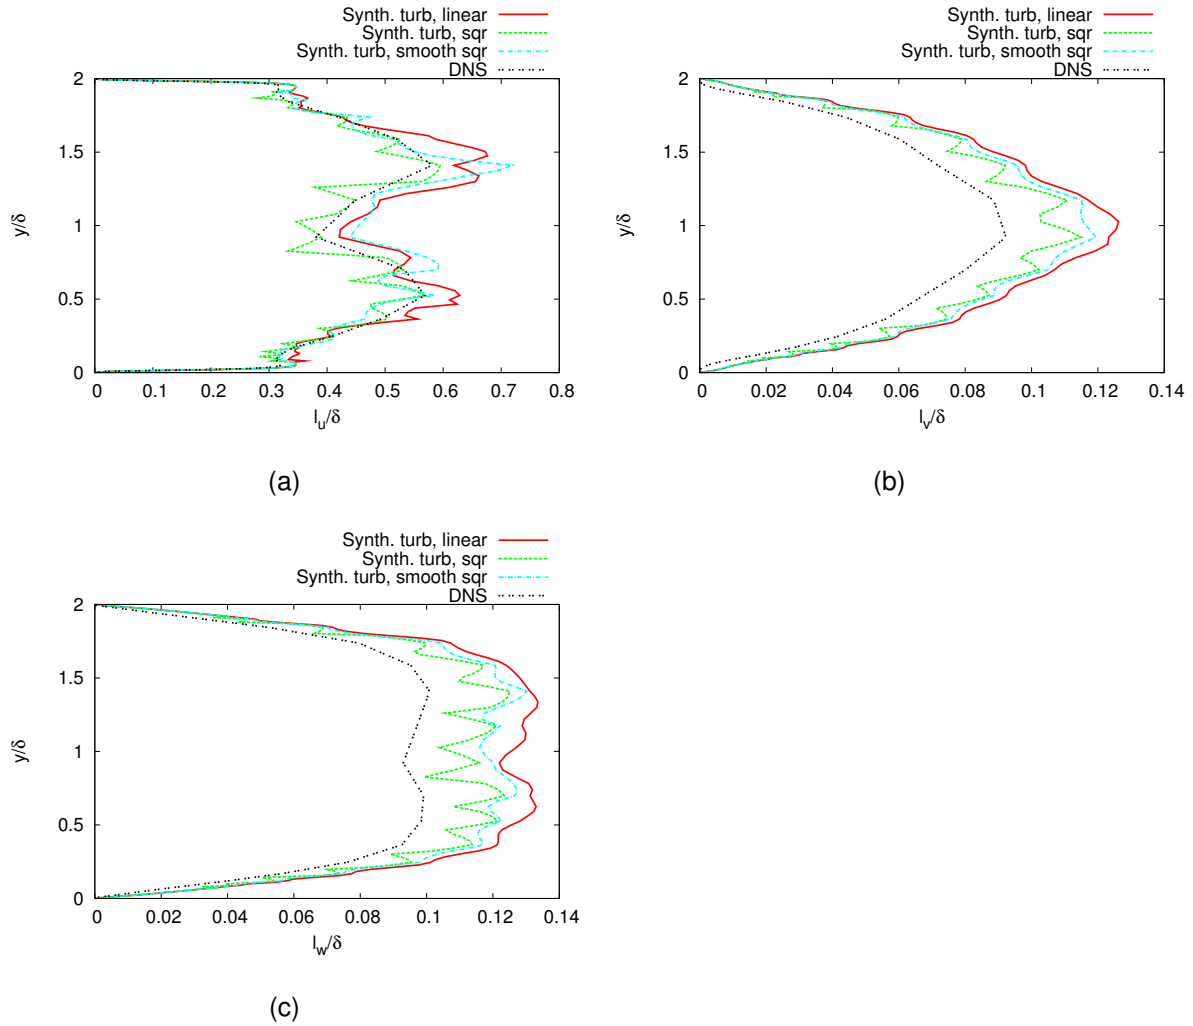 Synth. turb, linear
Synth. turb, sqr
Synth. turb, smooth sqr
DNS
2
1.5
1
0.5
0
y/δ
0 0.1 0.2 0.3 0.4 0.5 0.6 0.7 0.8
l_u/δ
(a)
Synth. turb, linear
Synth. turb, sqr
Synth. turb, smooth sqr
DNS
2
1.5
1
0.5
0
y/δ
0 0.02 0.04 0.06 0.08 0.1 0.12 0.14
l_v/δ
(b)
Synth. turb, linear
Synth. turb, sqr
Synth. turb, smooth sqr
DNS
2
1.5
1
0.5
0
y/δ
0 0.02 0.04 0.06 0.08 0.1 0.12 0.14
l_w/δ
(c)